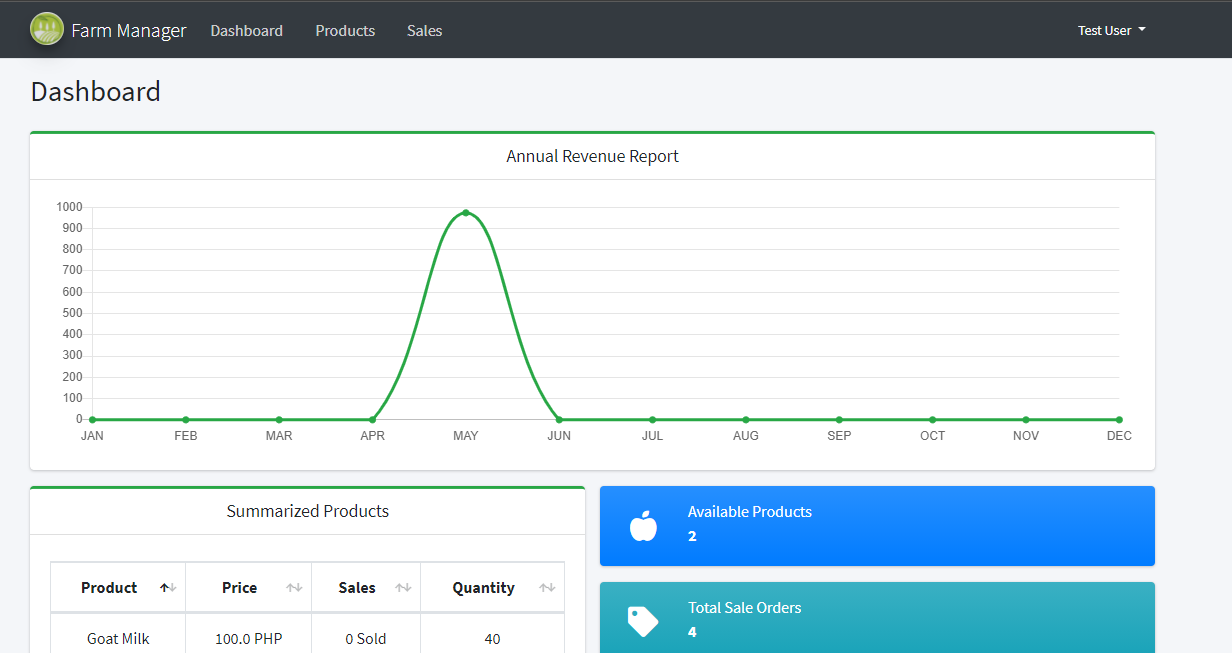 Farm Manager Dashboard Products Sales Test User
Dashboard
Annual Revenue Report
1000
900
800
700
600
500
400
300
200
100
0
JAN FEB MAR APR MAY JUN JUL AUG SEP OCT NOV DEC
Summarized Products
Product Price Sales Quantity
Goat Milk 100.0 PHP 0 Sold 40
Available Products
2
Total Sale Orders
4